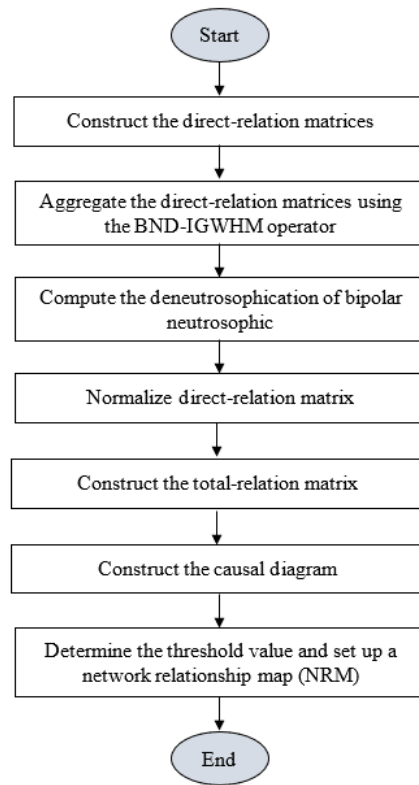 Start
Construct the direct-relation matrices
Aggregate the direct-relation matrices using
the BND-IGWHM operator
Compute the deneutrosophication of bipolar
neutrosophic
Normalize direct-relation matrix
Construct the total-relation matrix
Construct the causal diagram
Determine the threshold value and set up a
network relationship map (NRM)
End